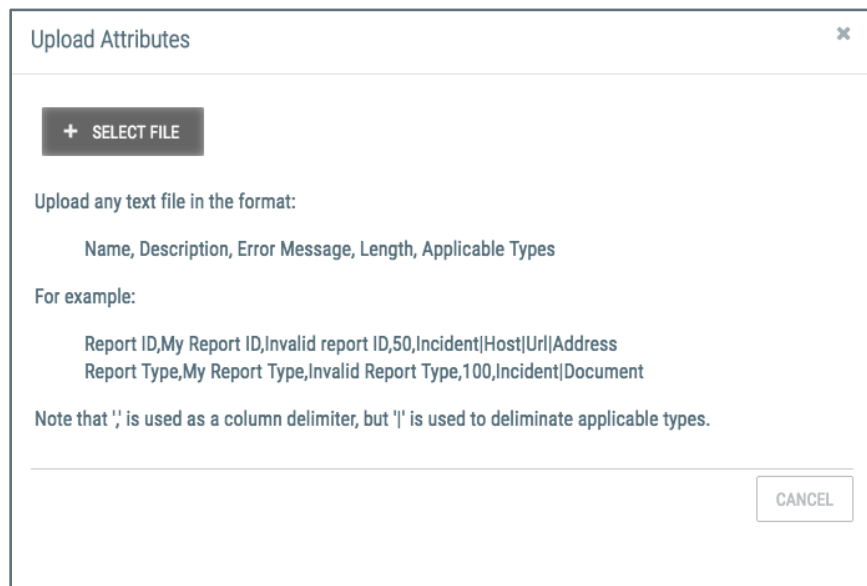 Upload Attributes
+ SELECT FILE
Upload any text file in the format:
Name, Description, Error Message, Length, Applicable Types
For example:
Report ID,My Report ID,Invalid report ID,50,Incident|Host|Url|Address
Report Type,My Report Type,Invalid Report Type,100,Incident|Document
Note that ',' is used as a column delimiter, but '|' is used to deliminate applicable types.
CANCEL